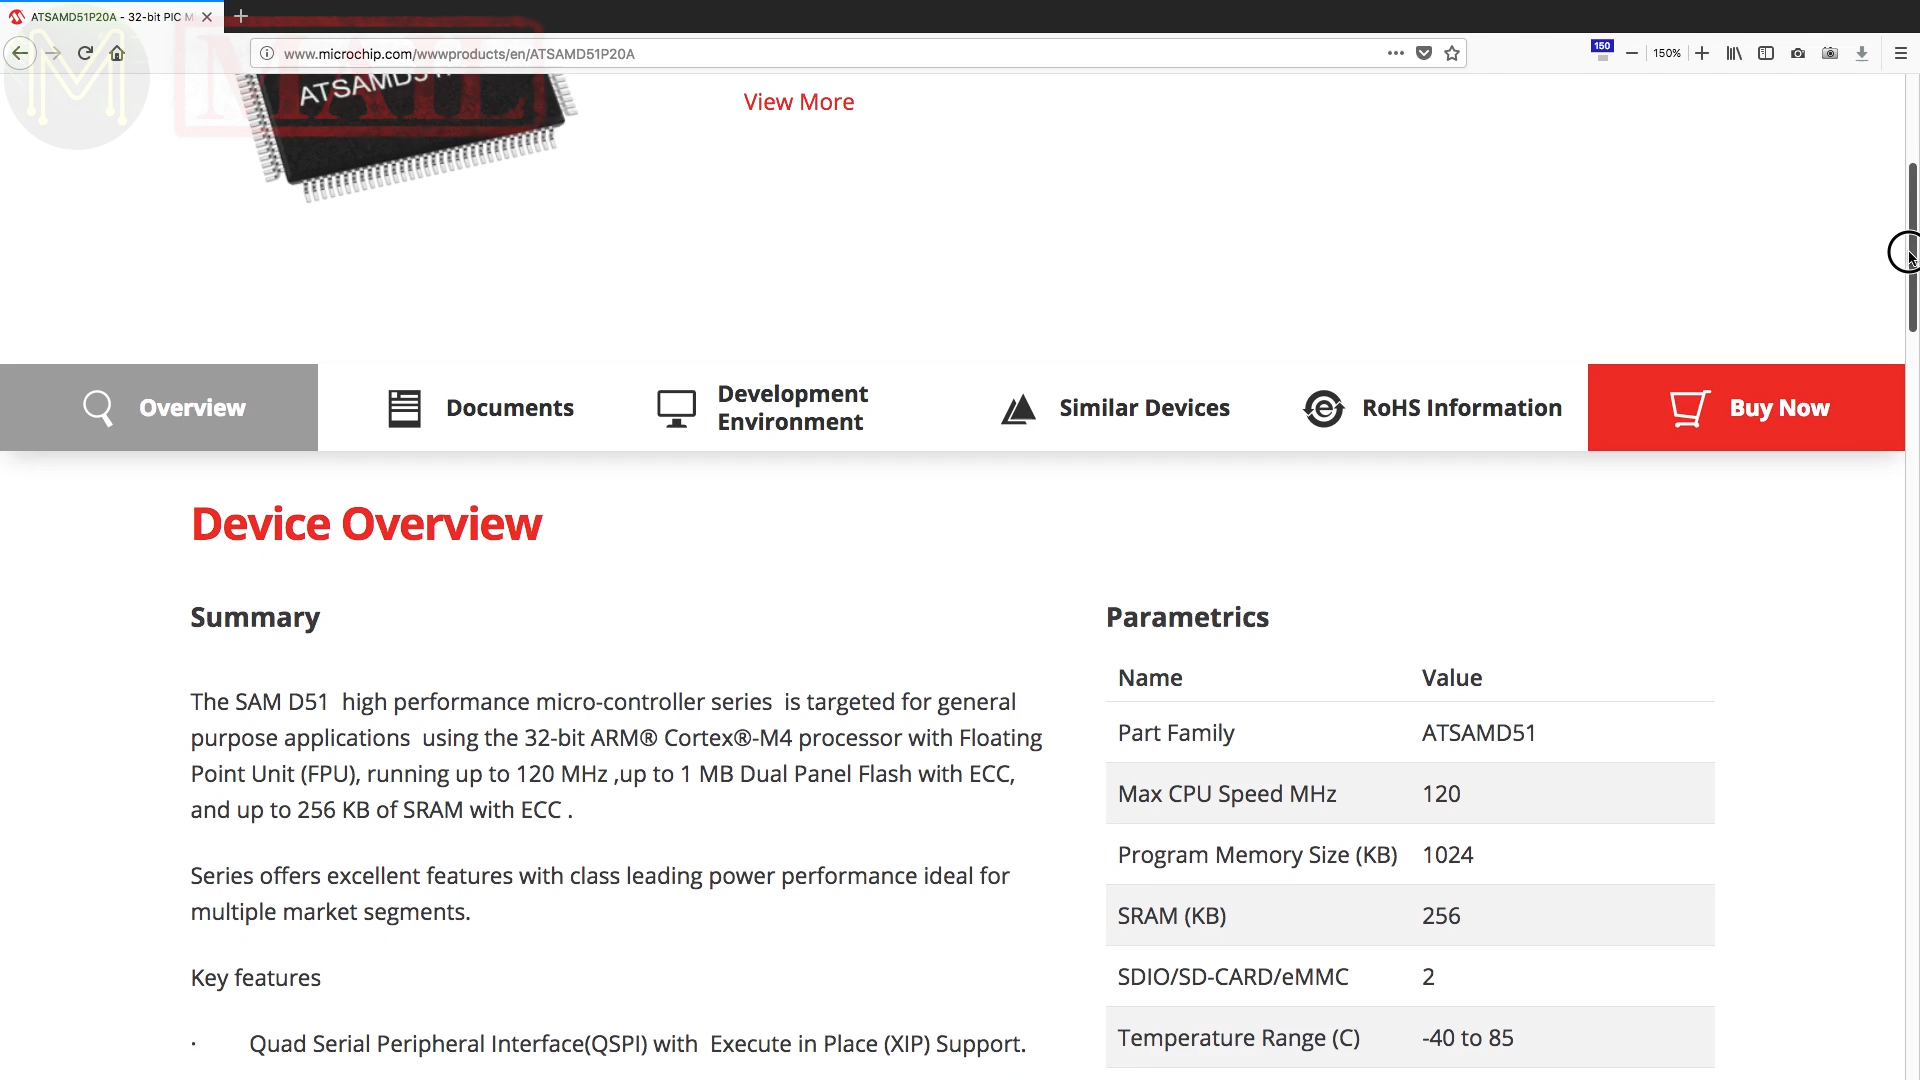 ATSAMD51P20A - 32-bit PIC M
www.microchip.com/wwwproducts/en/ATSAMD51P20A
150
150%
M
MAIL
ATSAMD51
View More
Overview
Documents
Development
Environment
Similar Devices
RoHS Information
Buy Now
Device Overview
Summary
The SAM D51 high performance micro-controller series is targeted for general
purpose applications using the 32-bit ARM® Cortex®-M4 processor with Floating
Point Unit (FPU), running up to 120 MHz ,up to 1 MB Dual Panel Flash with ECC,
and up to 256 KB of SRAM with ECC .
Series offers excellent features with class leading power performance ideal for
multiple market segments.
Key features
· Quad Serial Peripheral Interface(QSPI) with Execute in Place (XIP) Support.
Parametrics
Name Value
Part Family ATSAMD51
Max CPU Speed MHz 120
Program Memory Size (KB) 1024
SRAM (KB) 256
SDIO/SD-CARD/eMMC 2
Temperature Range (C) -40 to 85